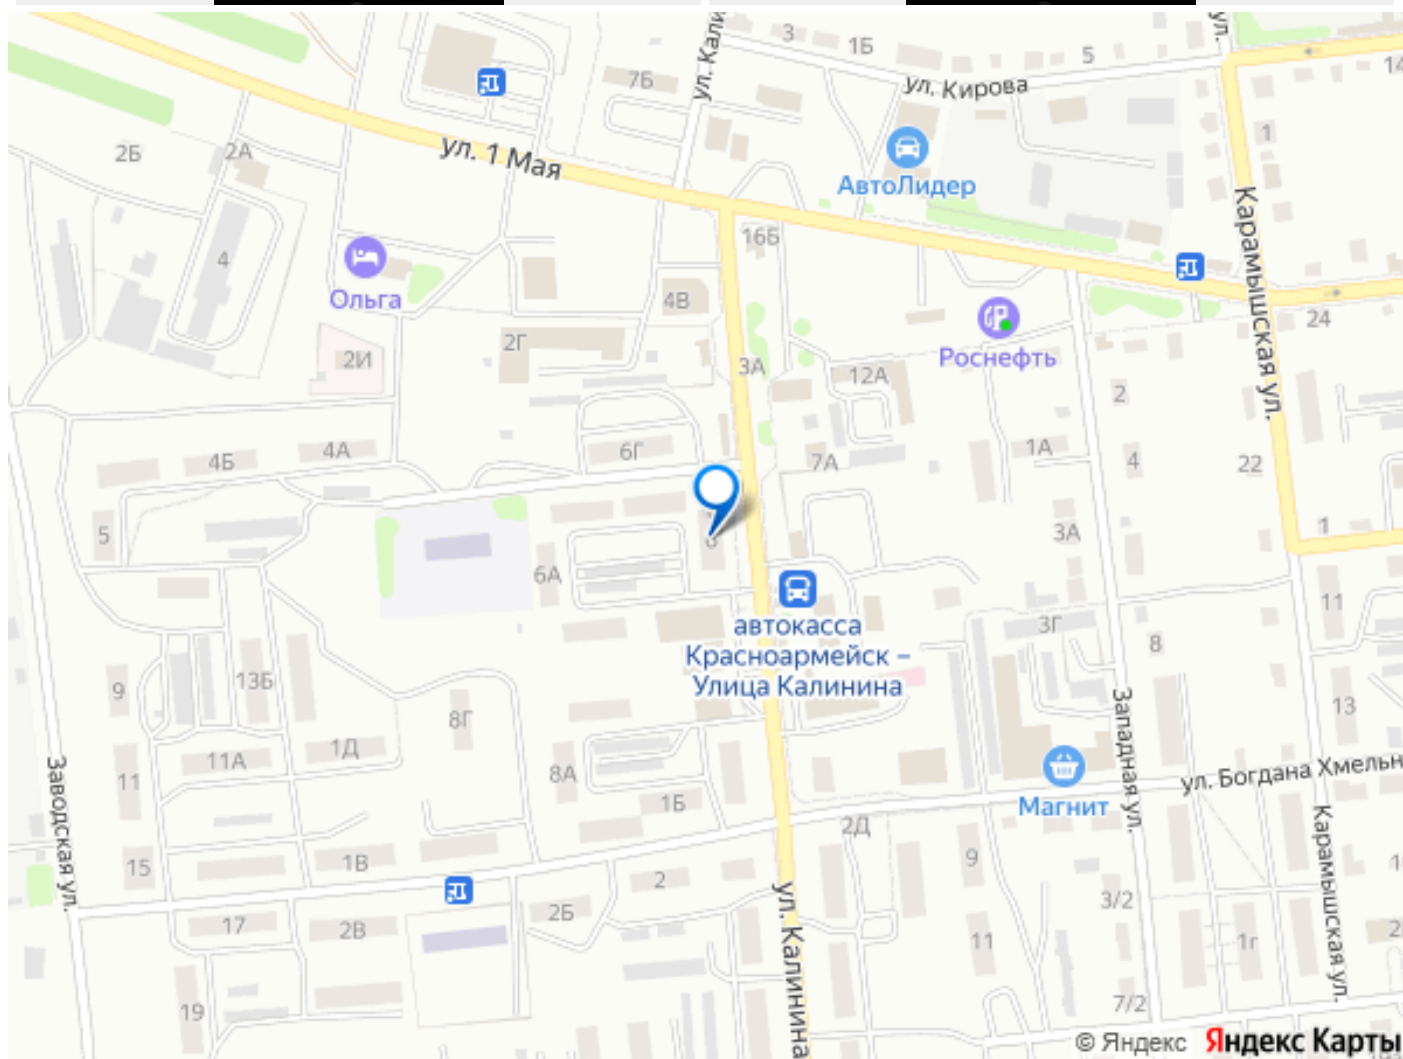 ул. Кали
3
1Б
5
ул.
14
7Б
ул. Кирова
1
2Б
2А
ул. 1 Мая
АвтоЛидер
Карамышская ул.
4
16Б
Ольга
4В
24
2И
2Г
3А
12А
Роснефть
2
4Б
4А
6Г
7А
1А
4
22
5
6
3А
1
6А
автокасса
Красноармейск –
Улица Калинина
3Г
8
11
9
13Б
8Г
13
11А
1Д
8А
11
1Б
Магнит
Западная ул.
ул. Богдана Хмельн
Заводская ул.
15
1В
2
2Д
9
Карамышская ул.
3/2
17
2В
2Б
ул. Калинина
11
1г
19
7/2
© Яндекс Яндекс Карты